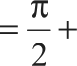 = π/2 +